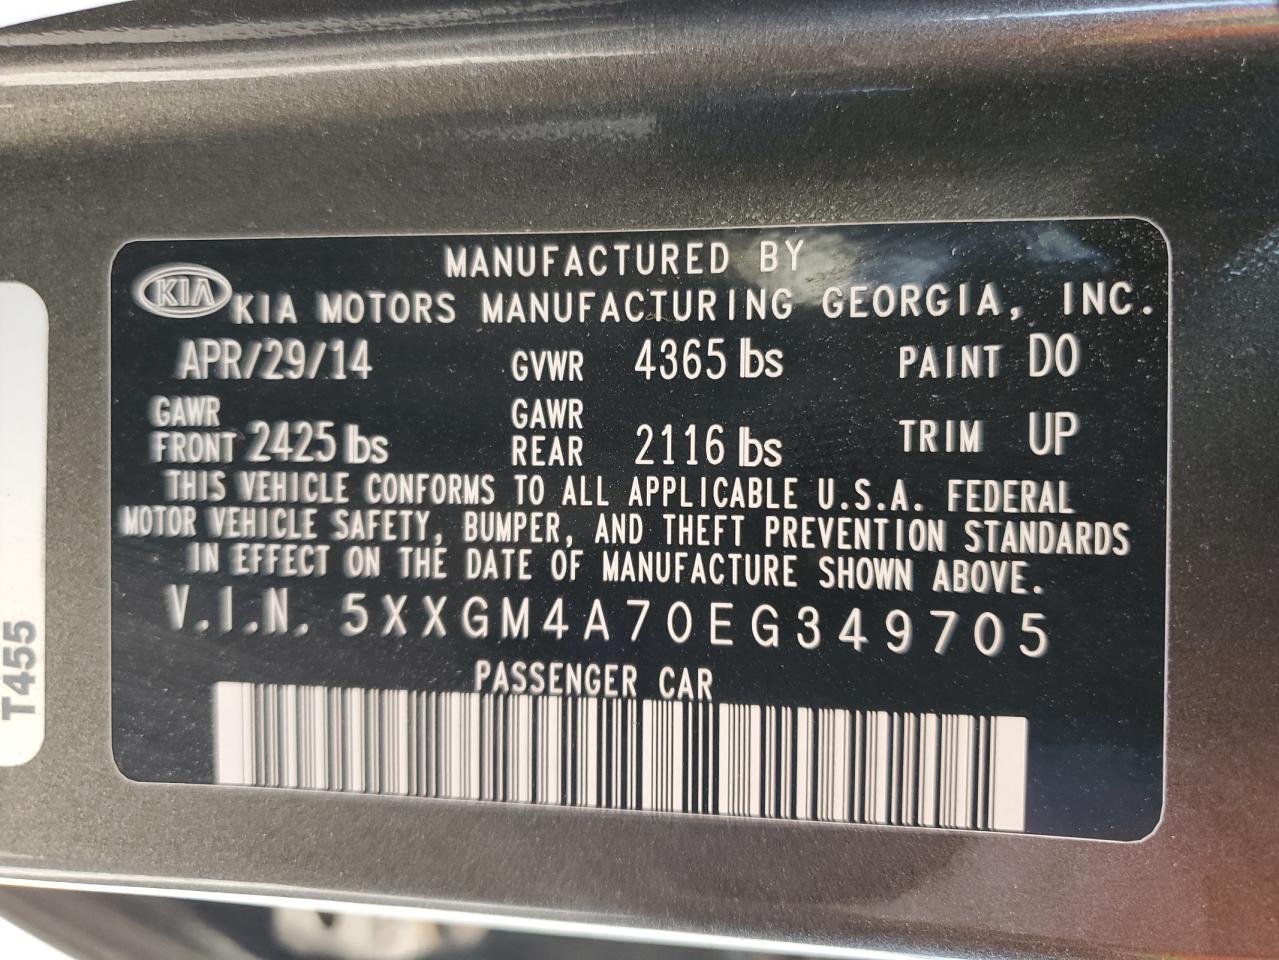 MANUFACTURED BY
KIA
KIA MOTORS MANUFACTURING GEORGIA, INC.
APR/29/14 GVWR 4365 lbs PAINT DO
GAWR FRONT 2425 lbs GAWR REAR 2116 lbs TRIM UP
THIS VEHICLE CONFORMS TO ALL APPLICABLE U.S.A. FEDERAL
MOTOR VEHICLE SAFETY, BUMPER, AND THEFT PREVENTION STANDARDS
IN EFFECT ON THE DATE OF MANUFACTURE SHOWN ABOVE.
V.I.N. 5XXGM4A70EG349705
PASSENGER CAR
T455